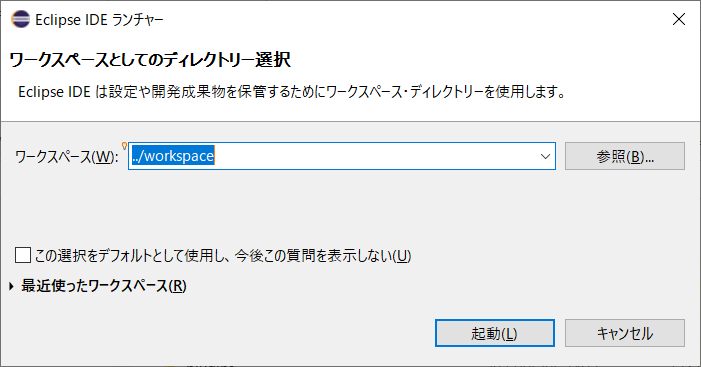 Eclipse IDE ランチャー
ワークスペースとしてのディレクトリー選択
Eclipse IDE は設定や開発成果物を保管するためにワークスペース・ディレクトリーを使用します。
ワークスペース(W): ../workspace 参照(B)...
この選択をデフォルトとして使用し、今後この質問を表示しない(U)
最近使ったワークスペース(R)
起動(L) キャンセル